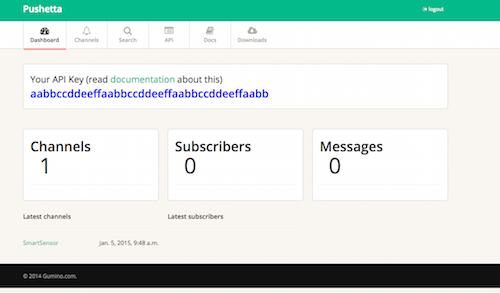 Pushetta
logout
Dashboard Channels Search API Docs Downloads
Your API Key (read documentation about this)
aabbccddeeffaabbccddeeffaabbccddeeffaabb
Channels Subscribers Messages
1 0 0
Latest channels Latest subscribers
SmartSensor jan. 5, 2015, 9:48 a.m.
© 2014 Gumino.com.